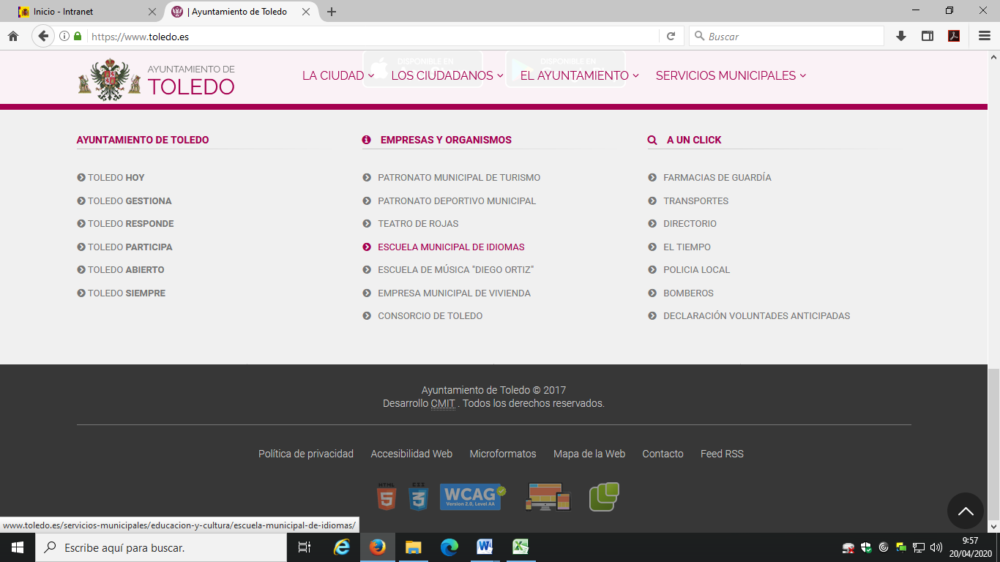 Inicio - Intranet
| Ayuntamiento de Toledo
https://www.toledo.es
Buscar
AYUNTAMIENTO DE
TOLEDO
DISPONIBLE EN
DISPONIBLE EN
LA CIUDAD
LOS CIUDADANOS
EL AYUNTAMIENTO
SERVICIOS MUNICIPALES
AYUNTAMIENTO DE TOLEDO
TOLEDO HOY
TOLEDO GESTIONA
TOLEDO RESPONDE
TOLEDO PARTICIPA
TOLEDO ABIERTO
TOLEDO SIEMPRE
EMPRESAS Y ORGANISMOS
PATRONATO MUNICIPAL DE TURISMO
PATRONATO DEPORTIVO MUNICIPAL
TEATRO DE ROJAS
ESCUELA MUNICIPAL DE IDIOMAS
ESCUELA DE MÚSICA "DIEGO ORTIZ"
EMPRESA MUNICIPAL DE VIVIENDA
CONSORCIO DE TOLEDO
A UN CLICK
FARMACIAS DE GUARDÍA
TRANSPORTES
DIRECTORIO
EL TIEMPO
POLICIA LOCAL
BOMBEROS
DECLARACIÓN VOLUNTADES ANTICIPADAS
Ayuntamiento de Toledo © 2017
Desarrollo CMIT . Todos los derechos reservados.
Política de privacidad
Accesibilidad Web
Microformatos
Mapa de la Web
Contacto
Feed RSS
HTML
5
CSS
3
WCAG
Version 2.0, Level AA
www.toledo.es/servicios-municipales/educacion-y-cultura/escuela-municipal-de-idiomas/
Escribe aquí para buscar.
9:57
20/04/2020